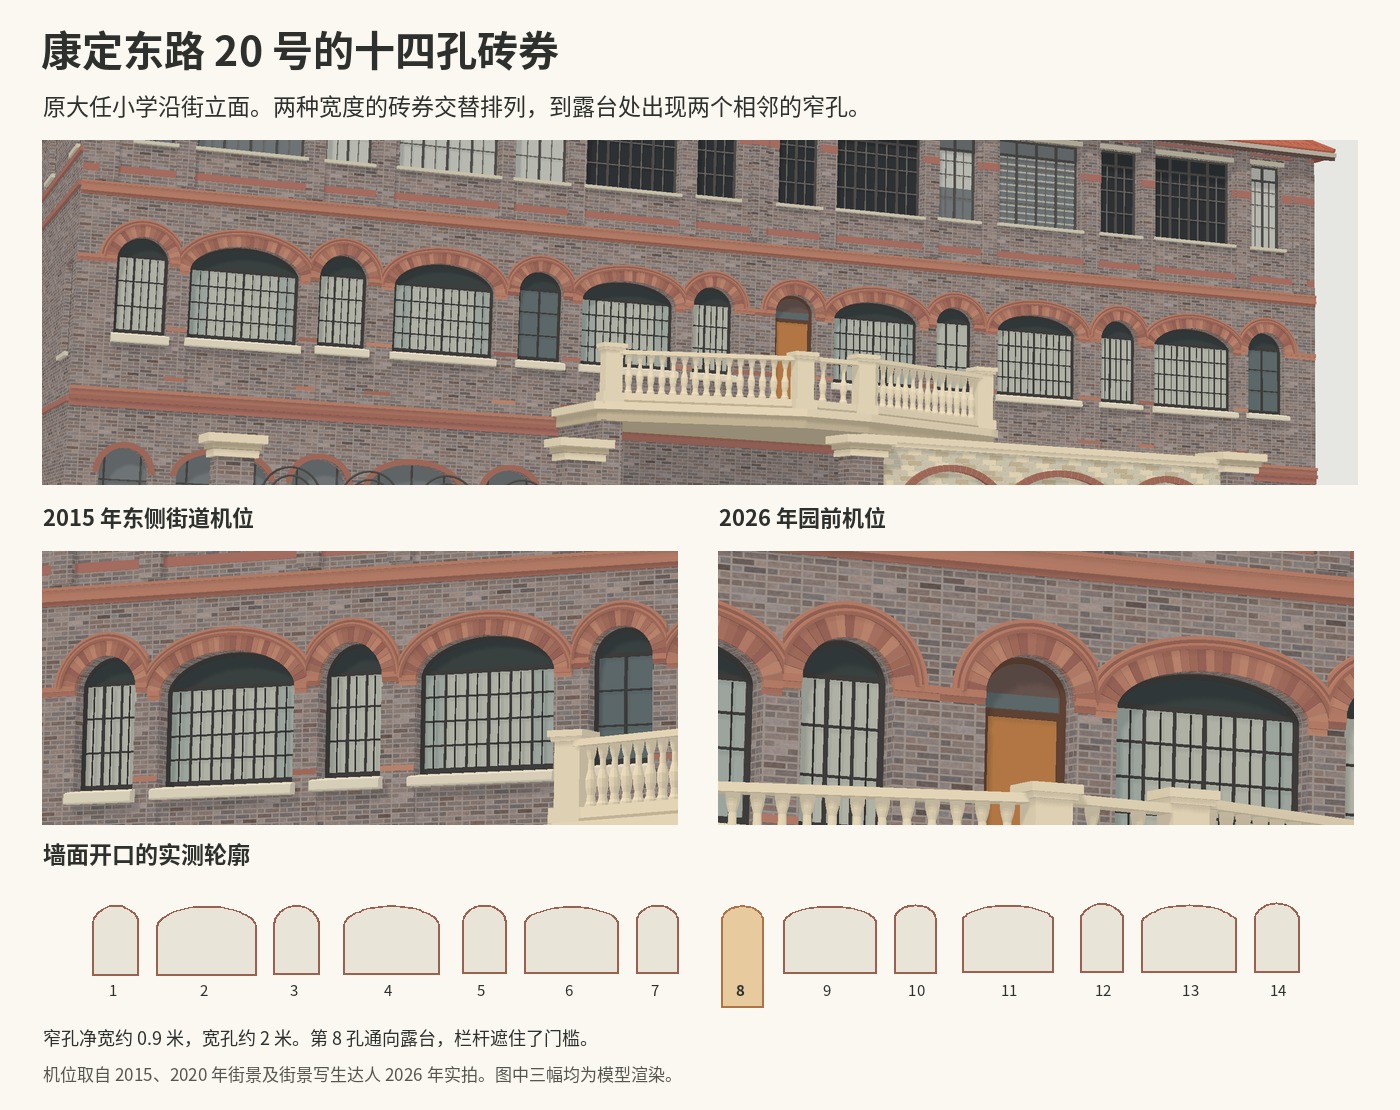 康定东路 20 号的十四孔砖券
原大任小学沿街立面。两种宽度的砖券交替排列，到露台处出现两个相邻的窄孔。
2015 年东侧街道机位
2026 年园前机位
墙面开口的实测轮廓
1 2 3 4 5 6 7 8 9 10 11 12 13 14
窄孔净宽约 0.9 米，宽孔约 2 米。第 8 孔通向露台，栏杆遮住了门槛。
机位取自 2015、2020 年街景及街景写生达人 2026 年实拍。图中三幅均为模型渲染。